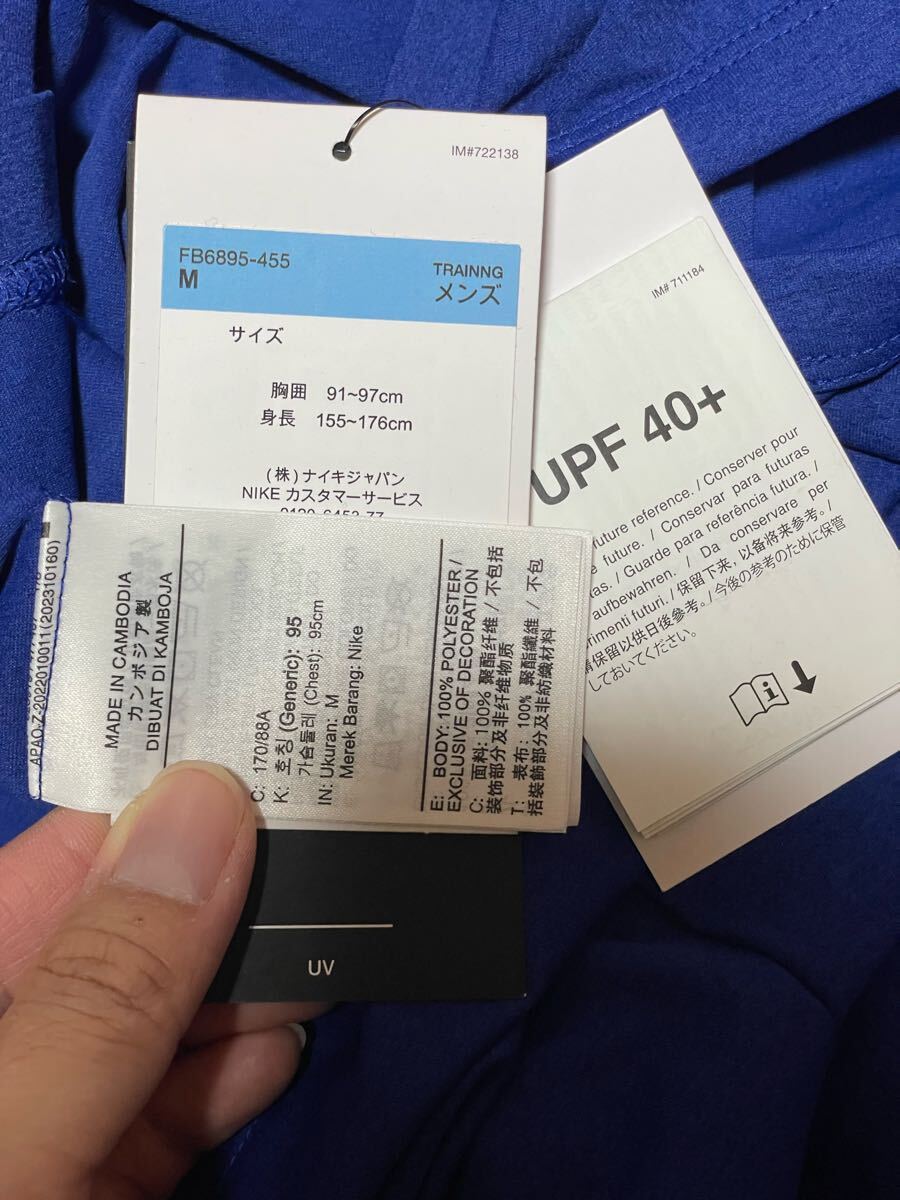 IM#722138
FB6895-455
M
TRAINNG
メンズ
サイズ
胸囲 91~97cm
身長 155~176cm
(株)ナイキジャパン
NIKE カスタマーサービス
0120-6453-77
IM# 711184
UPF 40+
future reference. / Conserver pour
future. / Conservar para futuras
/ Guarde para referência futura. /
aufbewahren. / Da conservare per
futuri. / 保留下来, 以备将来参考。/
請保留以供日後參考。/ 今後の参考のために保管
しておいてください。
APAO-Z-2022010011(202310160)
MADE IN CAMBODIA
カンボジア製
DIBUAT DI KAMBOJA
C: 170/88A
K: 호칭 (Generic): 95
가슴둘레 (Chest): 95cm
IN: Ukuran: M
Merek Barang: Nike
E: BODY: 100% POLYESTER /
EXCLUSIVE OF DECORATION
C: 面料: 100% 聚酯纤维 / 不包括
装饰部分及非纤维物质
T: 表布: 100% 聚酯纖維 / 不包
括裝飾部分及非紡織材料
UV